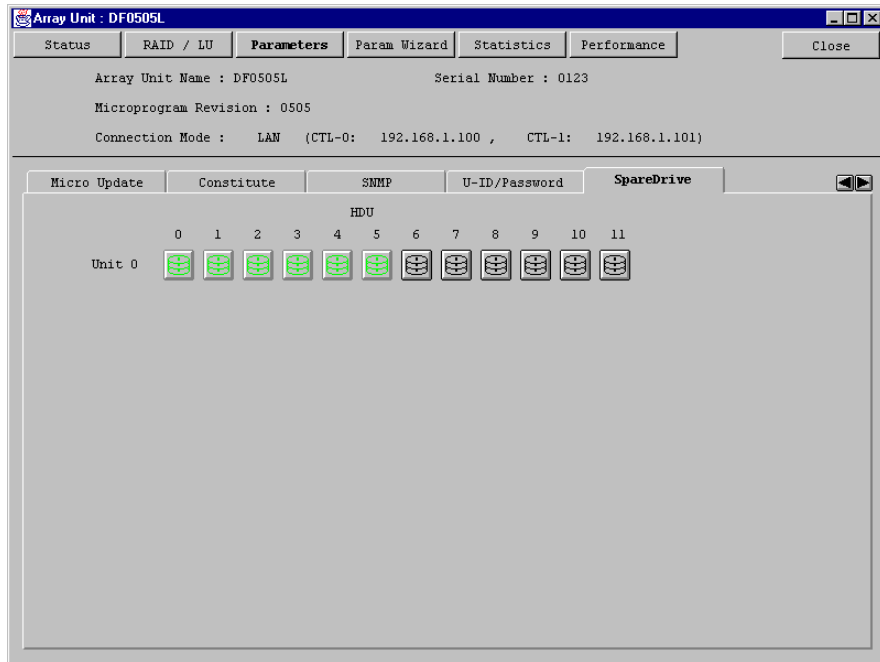 Array Unit : DF0505L
Status RAID / LU Parameters Param Wizard Statistics Performance Close
Array Unit Name : DF0505L Serial Number : 0123
Microprogram Revision : 0505
Connection Mode : LAN (CTL-0: 192.168.1.100 , CTL-1: 192.168.1.101)
Micro Update Constitute SNMP U-ID/Password SpareDrive
HDU
0 1 2 3 4 5 6 7 8 9 10 11
Unit 0